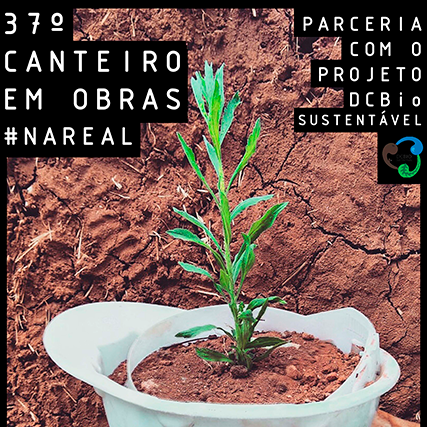 37º
CANTEIRO
EM OBRAS
#NAREAL
PARCERIA
COM O
PROJETO
DCBio
SUSTENTÁVEL